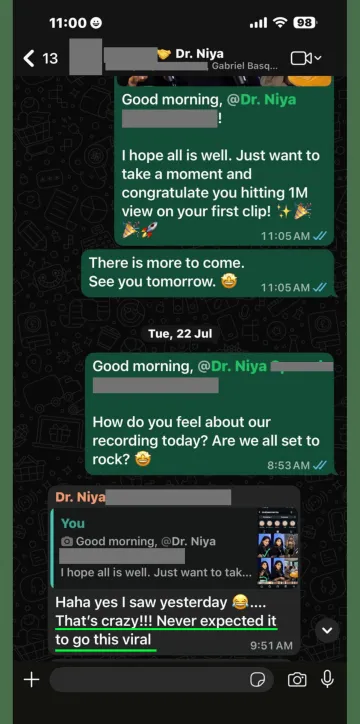 11:00
98
13
Dr. Niya
, Gabriel Basq...
Good morning, @Dr. Niya
!
I hope all is well. Just want to
take a moment and
congratulate you hitting 1M
view on your first clip! ✨ 🎉
🎉🚀
11:05 AM
There is more to come.
See you tomorrow. 🤩
11:05 AM
Tue, 22 Jul
Good morning, @Dr. Niya
How do you feel about our
recording today? Are we all set to
rock? 🤩
8:53 AM
Dr. Niya
You
Good morning, @Dr. Niya
I hope all is well. Just want to tak...
Haha yes I saw yesterday 😂....
That's crazy!!! Never expected it
to go this viral
9:51 AM